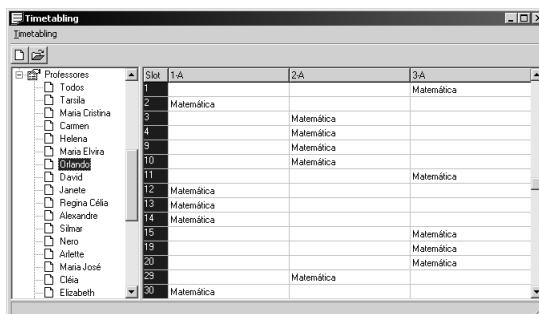 Timetabling
Timetabling
Professores
Todos
Tarsila
Maria Cristina
Carmen
Helena
Maria Elvira
Orlando
David
Janete
Regina Célia
Alexandre
Silmar
Nero
Arlette
Maria José
Cléia
Elizabeth
Slot 1-A 2-A 3-A
1 Matemática
2 Matemática
3 Matemática
4 Matemática
9 Matemática
10 Matemática
11 Matemática
12 Matemática
13 Matemática
14 Matemática
15 Matemática
19 Matemática
20 Matemática
29 Matemática
30 Matemática